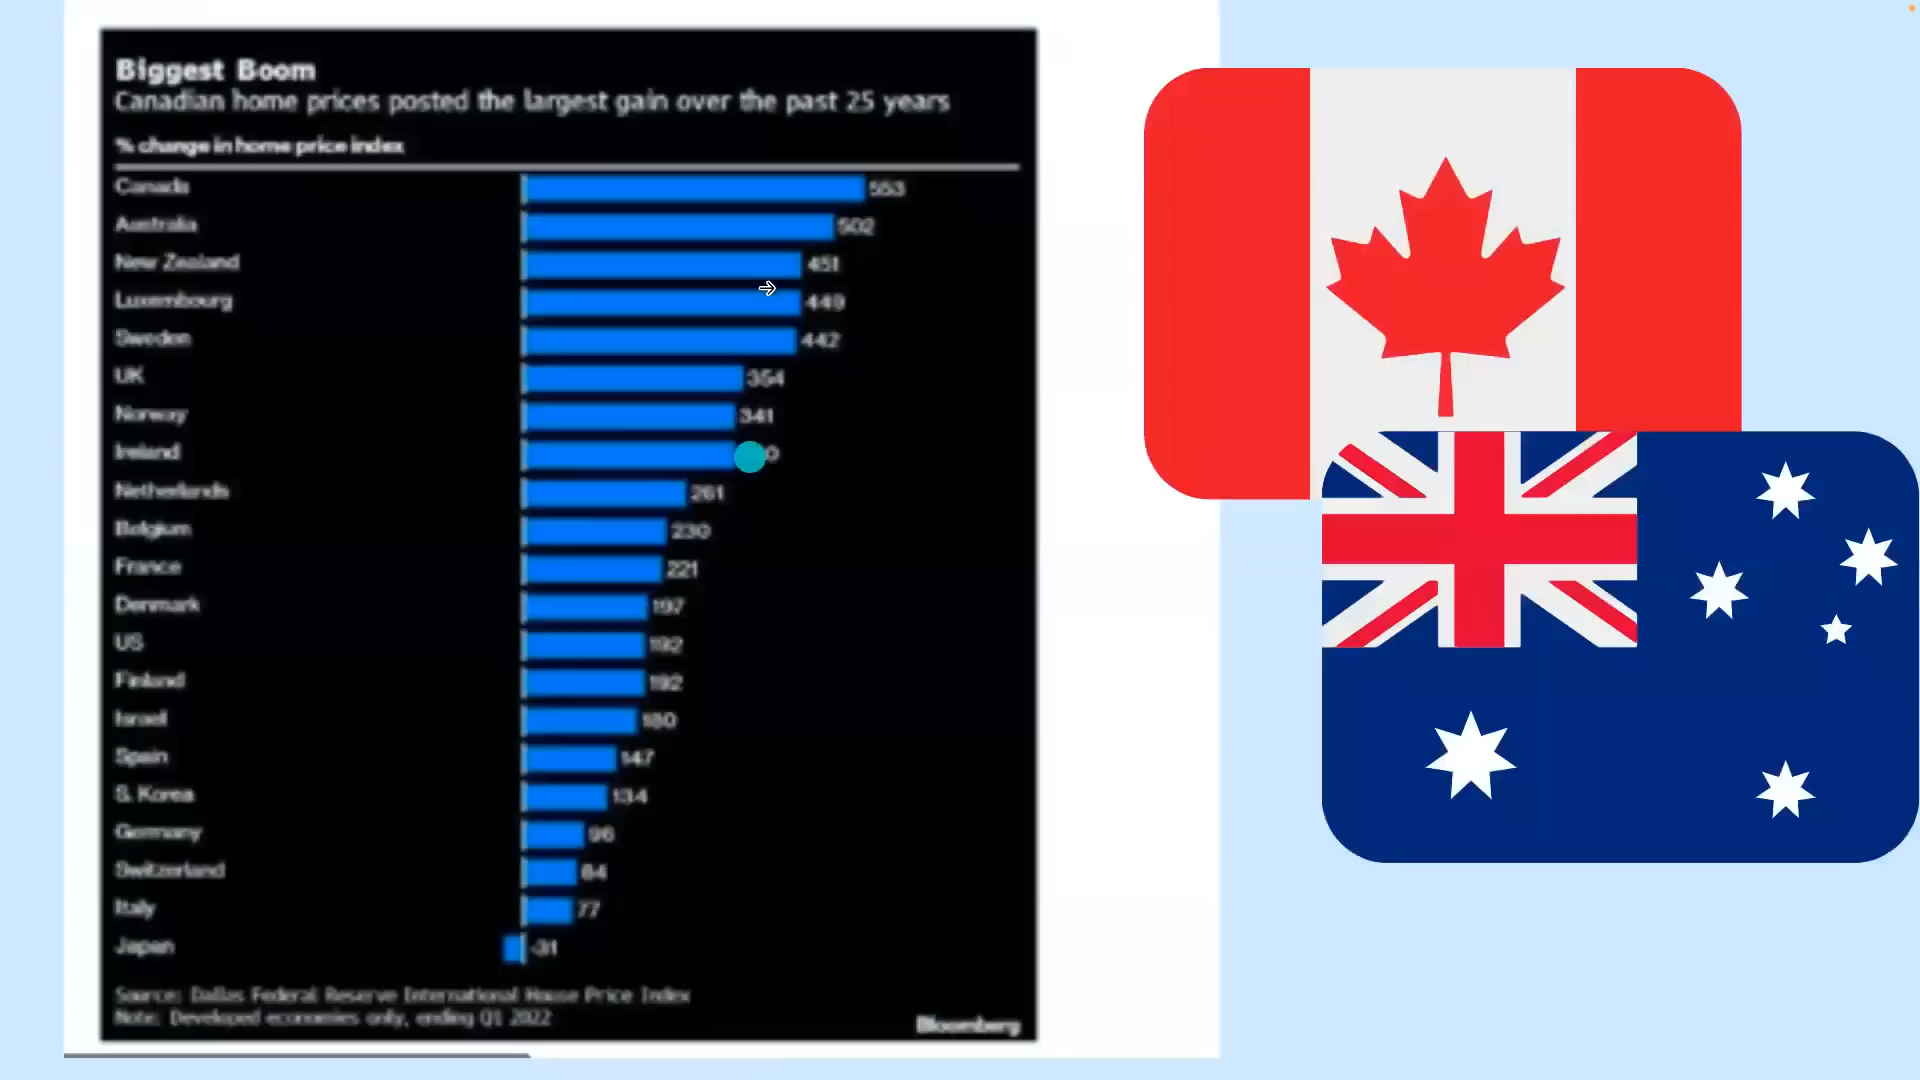 Biggest Boom
Canadian home prices posted the largest gain over the past 25 years
% change in home price index
Canada 553
Australia 502
New Zealand 451
Luxembourg 449
Sweden 442
UK 354
Norway 341
Ireland
Netherlands 261
Belgium 230
France 221
Denmark 197
US 192
Finland 192
Israel 180
Spain 147
S. Korea 134
Germany 96
Switzerland 84
Italy 77
Japan -31
Source: Dallas Federal Reserve International House Price Index
Note: Developed economies only, ending Q1 2022
Bloomberg